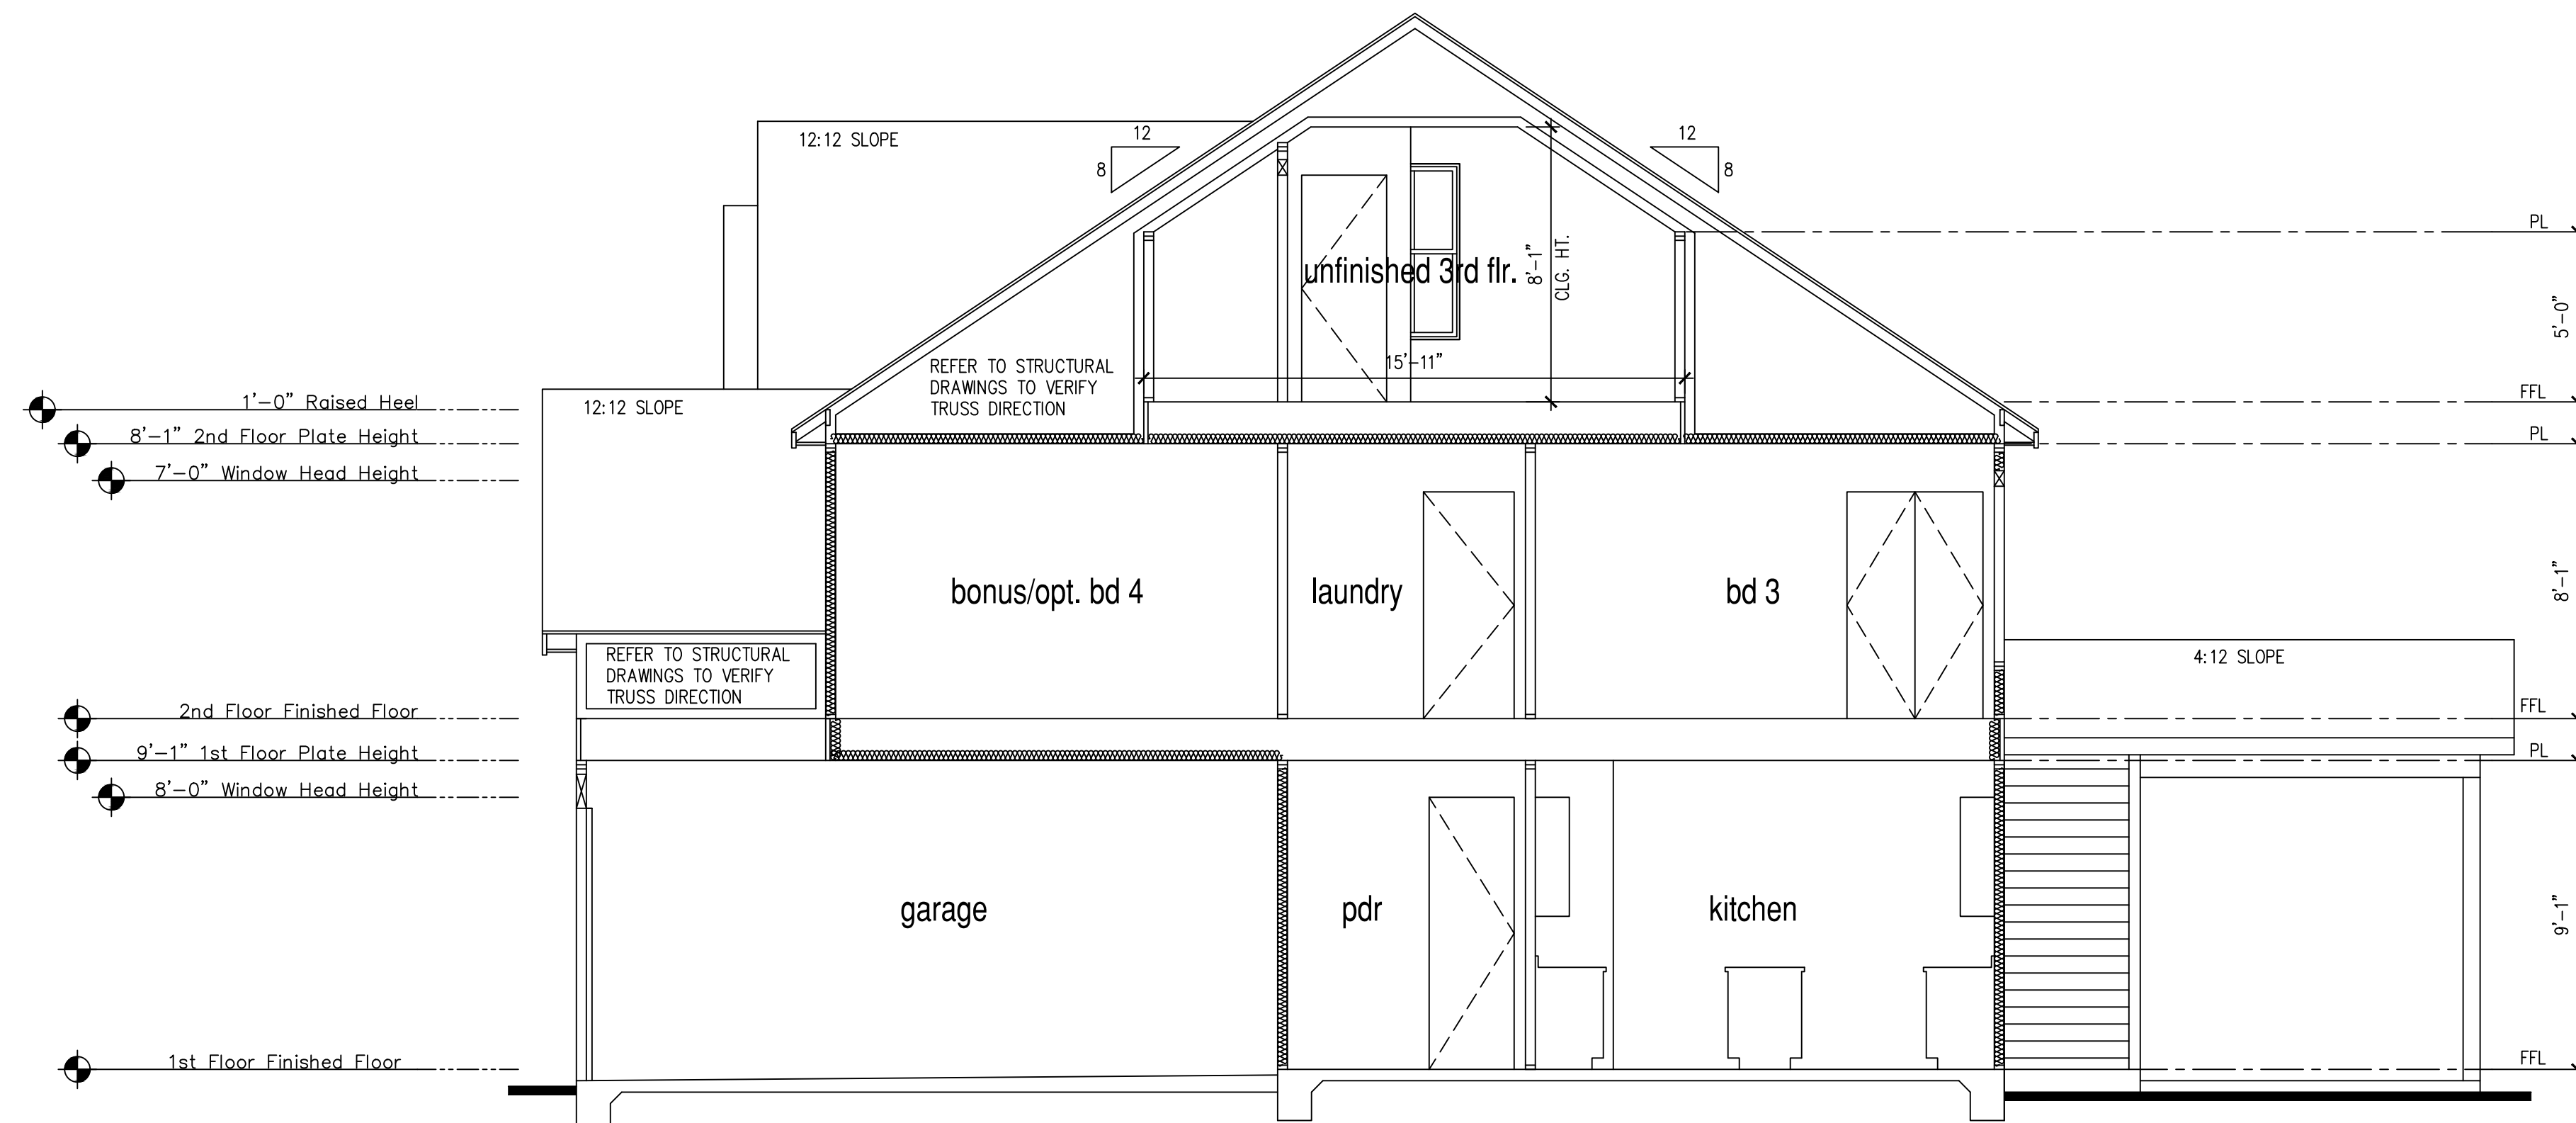 12:12 SLOPE
12
8
12
8
PL
unfinished 3rd flr.
8'-1"
CLG. HT.
5'-0"
REFER TO STRUCTURAL
DRAWINGS TO VERIFY
TRUSS DIRECTION
15'-11"
1'-0" Raised Heel
12:12 SLOPE
FFL
8'-1" 2nd Floor Plate Height
PL
7'-0" Window Head Height
bonus/opt. bd 4
laundry
bd 3
8'-1"
REFER TO STRUCTURAL
DRAWINGS TO VERIFY
TRUSS DIRECTION
4:12 SLOPE
2nd Floor Finished Floor
FFL
9'-1" 1st Floor Plate Height
PL
8'-0" Window Head Height
garage
pdr
kitchen
9'-1"
1st Floor Finished Floor
FFL